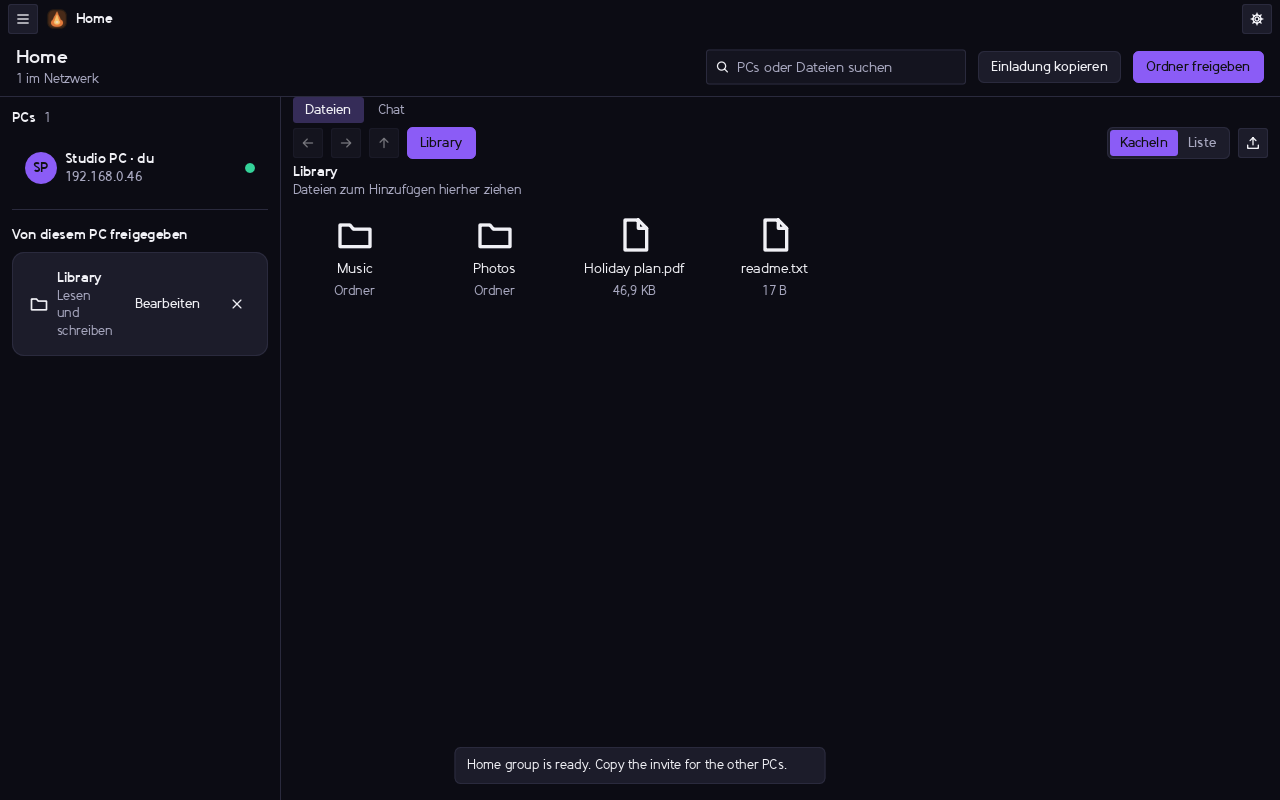 Home
Home
1 im Netzwerk
PCs oder Dateien suchen
Einladung kopieren
Ordner freigeben
PCs 1
SP
Studio PC · du
192.168.0.46
Von diesem PC freigegeben
Library
Lesen
und
schreiben
Bearbeiten
Dateien
Chat
Library
Kacheln
Liste
Library
Dateien zum Hinzufügen hierher ziehen
Music
Ordner
Photos
Ordner
Holiday plan.pdf
46,9 KB
readme.txt
17 B
Home group is ready. Copy the invite for the other PCs.